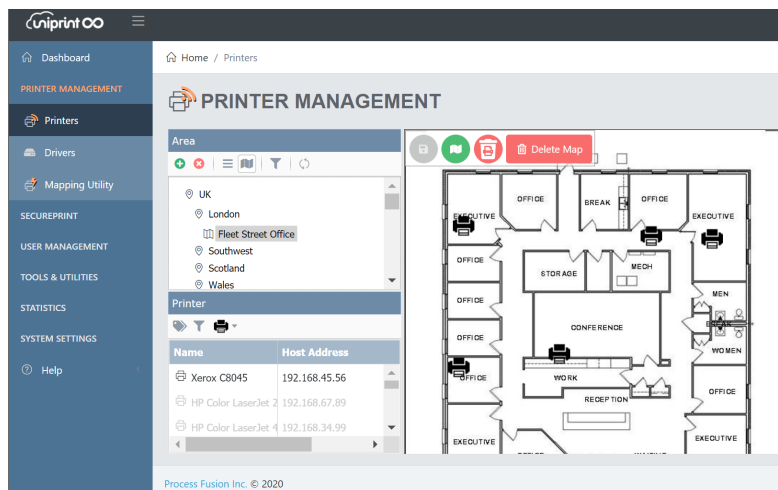 uniprint
Dashboard
Home / Printers
PRINTER MANAGEMENT
PRINTER MANAGEMENT
Printers
Drivers
Mapping Utility
SECUREPRINT
USER MANAGEMENT
TOOLS & UTILITIES
STATISTICS
SYSTEM SETTINGS
Help
Area
UK
London
Fleet Street Office
Southwest
Scotland
Wales
Printer
Name Host Address
Xerox C8045 192.168.45.56
HP Color LaserJet 2 192.168.67.89
HP Color LaserJet 4 192.168.34.99
Delete Map
OFFICE BREAK OFFICE
EXECUTIVE EXECUTIVE
OFFICE
STORAGE MECH
OFFICE MEN
CONFERENCE BREAK
OFFICE WOMEN
OFFICE WORK
OFFICE
RECEPTION
EXECUTIVE EXECUTIVE
Process Fusion Inc. © 2020